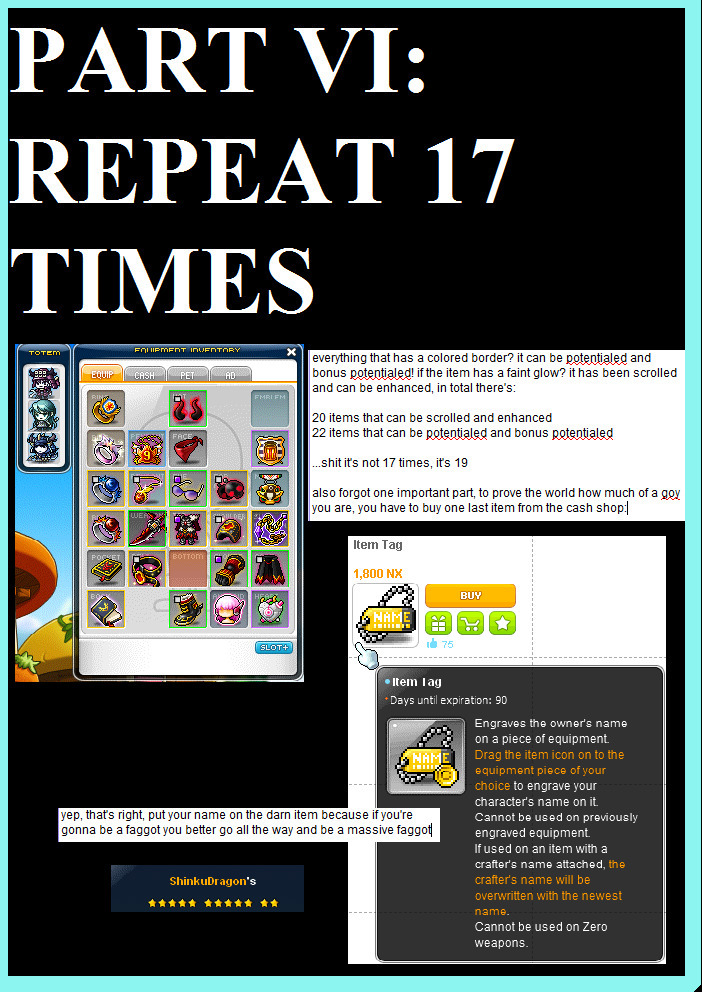 PART VI:
REPEAT 17
TIMES
TOTEM
EQUIPMENT INVENTORY
EQUIP
CASH
PET
AD
EMBLEM
FACE
POCKET
BOTTOM
SLOT+
everything that has a colored border? it can be potentialed and
bonus potentialed! if the item has a faint glow? it has been scrolled
and can be enhanced, in total there's:
20 items that can be scrolled and enhanced
22 items that can be potentialed and bonus potentialed
...shit it's not 17 times, it's 19
also forgot one important part, to prove the world how much of a goy
you are, you have to buy one last item from the cash shop:
Item Tag
1,800 NX
NAME
BUY
75
Item Tag
*Days until expiration: 90
NAME
Engraves the owner's name
on a piece of equipment.
Drag the item icon on to the
equipment piece of your
choice to engrave your
character's name on it.
Cannot be used on previously
engraved equipment.
If used on an item with a
crafter's name attached, the
crafter's name will be
overwritten with the newest
name.
Cannot be used on Zero
weapons.
yep, that's right, put your name on the darn item because if you're
gonna be a faggot you better go all the way and be a massive faggot
ShinkuDragon's